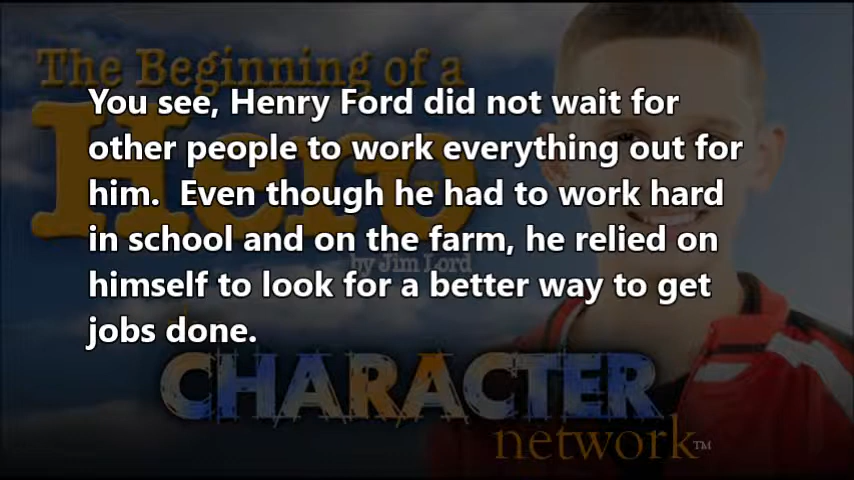 The Beginning of a
Hero
by Jim Lord
You see, Henry Ford did not wait for
other people to work everything out for
him.  Even though he had to work hard
in school and on the farm, he relied on
himself to look for a better way to get
jobs done.
CHARACTER
network™